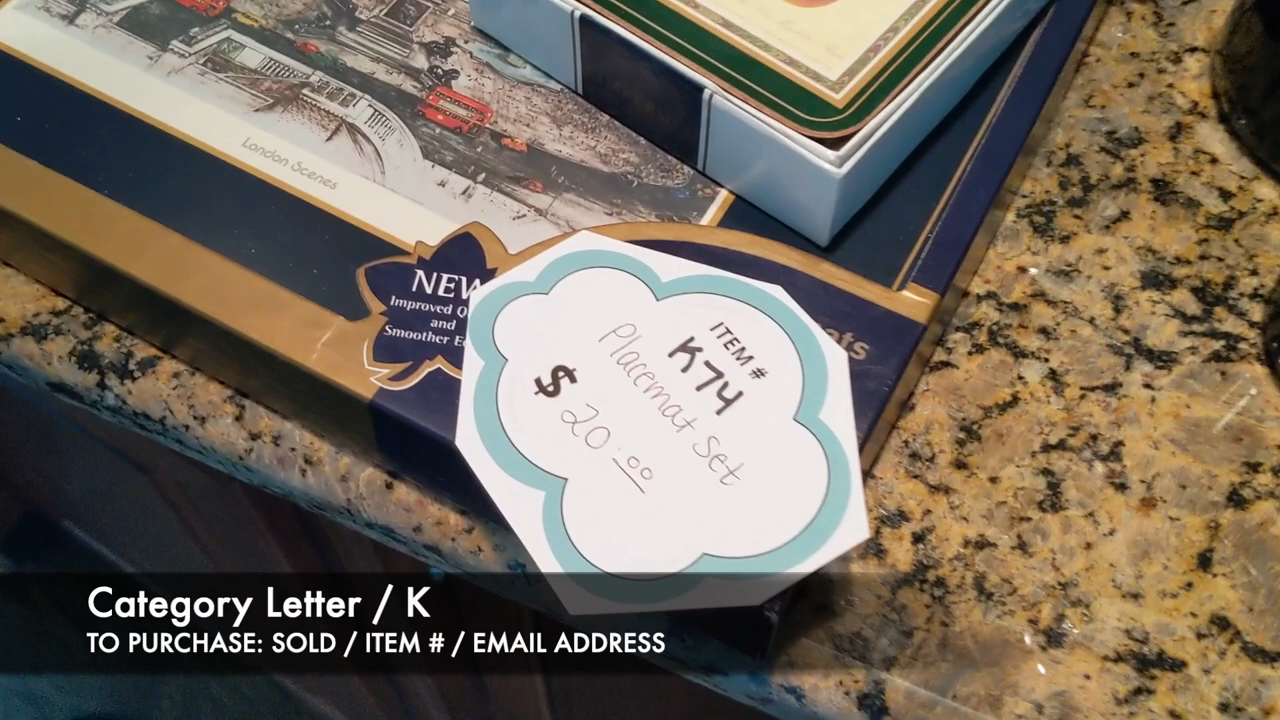 London Scenes
NEW
Improved
and
Smoother
ITEM #
K74
Placemat Set
$ 20.00
Category Letter / K
TO PURCHASE: SOLD / ITEM # / EMAIL ADDRESS